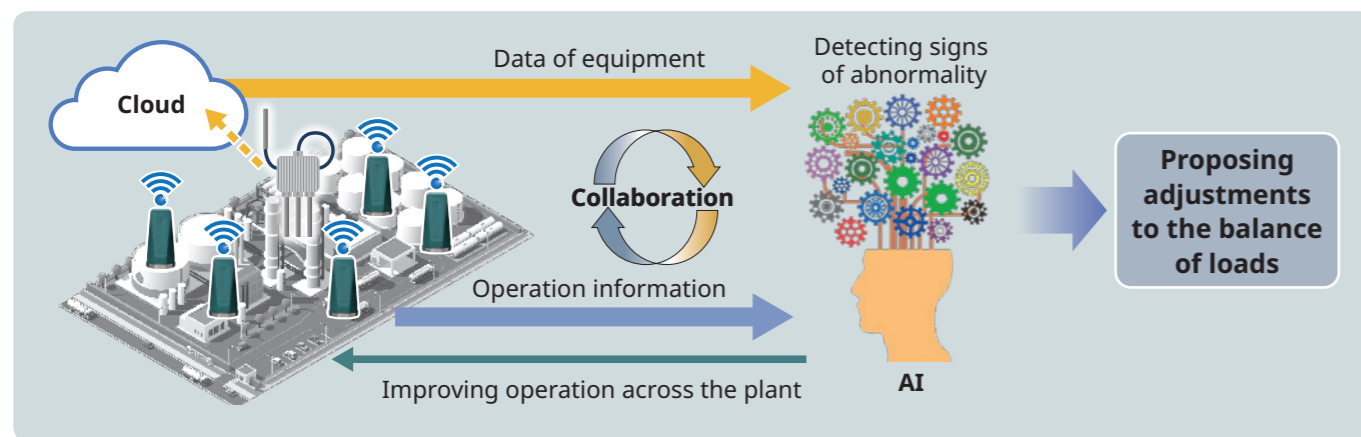 Data of equipment
Detecting signs
of abnormality
Cloud
Collaboration
Proposing
adjustments
to the balance
of loads
Operation information
Improving operation across the plant
AI